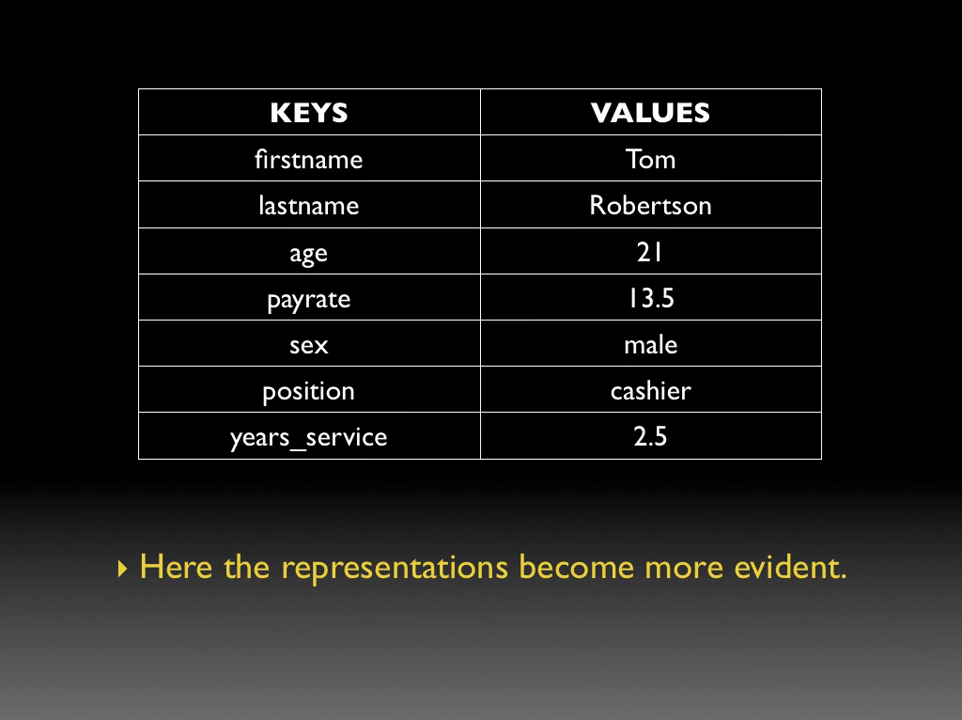 KEYS VALUES
firstname Tom
lastname Robertson
age 21
payrate 13.5
sex male
position cashier
years_service 2.5
Here the representations become more evident.